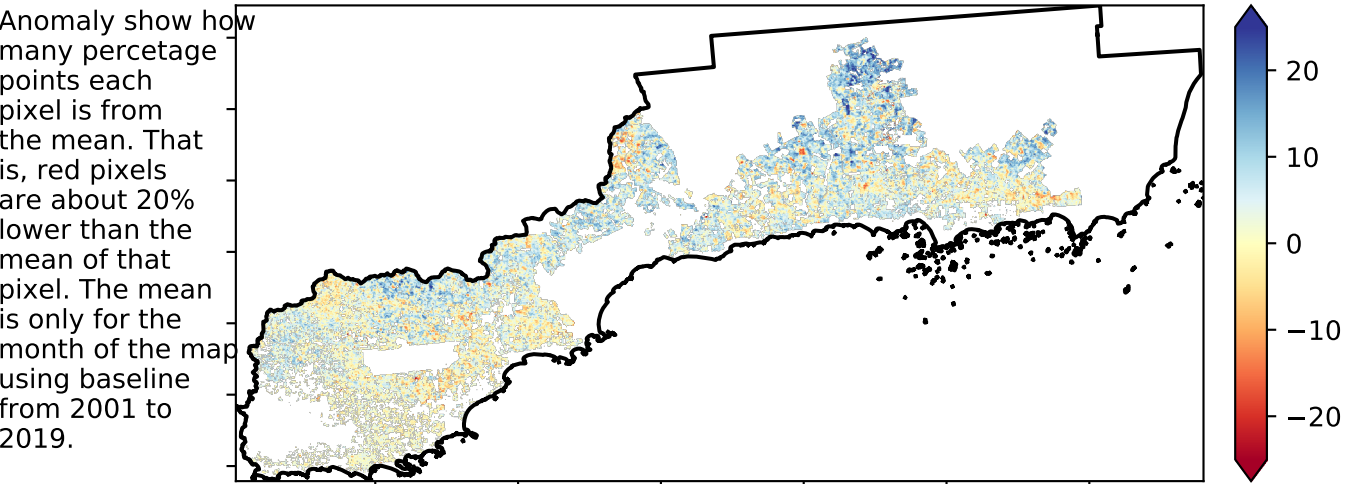 Anomaly show how
many percetage
points each
pixel is from
the mean. That
is, red pixels
are about 20%
lower than the
mean of that
pixel. The mean
is only for the
month of the map
using baseline
from 2001 to
2019.
20
10
0
−10
−20